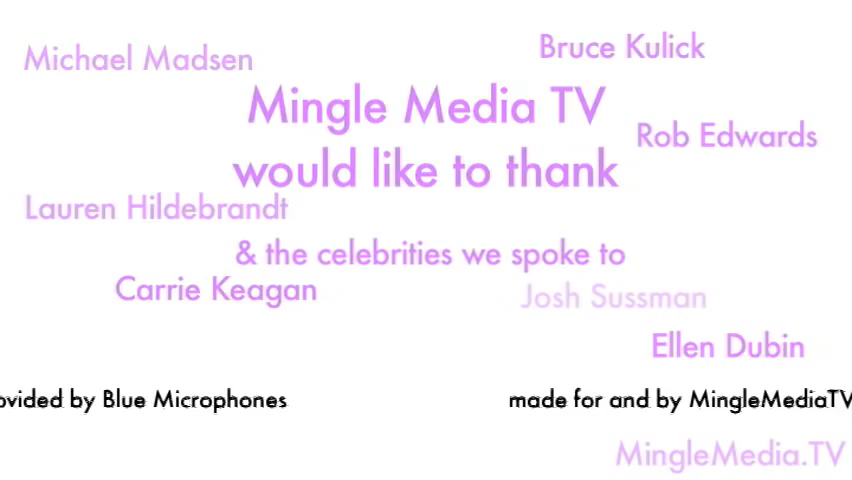 Michael Madsen
Bruce Kulick
Mingle Media TV
Rob Edwards
would like to thank
Lauren Hildebrandt
& the celebrities we spoke to
Carrie Keagan
Josh Sussman
Ellen Dubin
ovided by Blue Microphones
made for and by MingleMediaTV
MingleMedia.TV